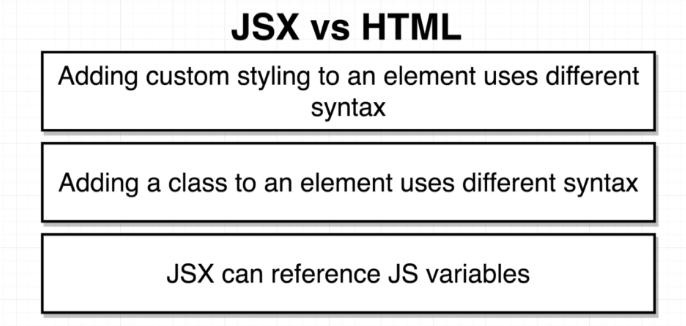 JSX vs HTML
Adding custom styling to an element uses different
syntax
Adding a class to an element uses different syntax
JSX can reference JS variables